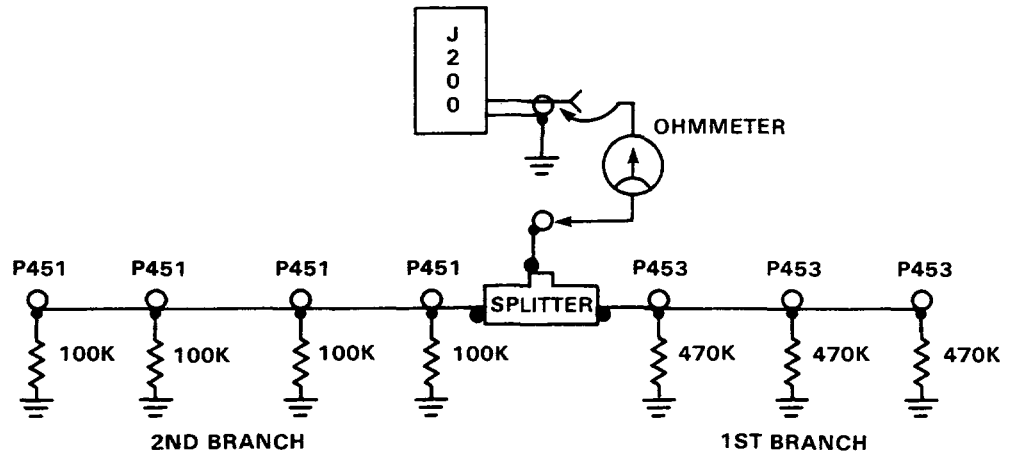 J
2
0
0
OHMMETER
P451 P451 P451 P451 P453 P453 P453
SPLITTER
100K 100K 100K 100K 470K 470K 470K
2ND BRANCH 1ST BRANCH